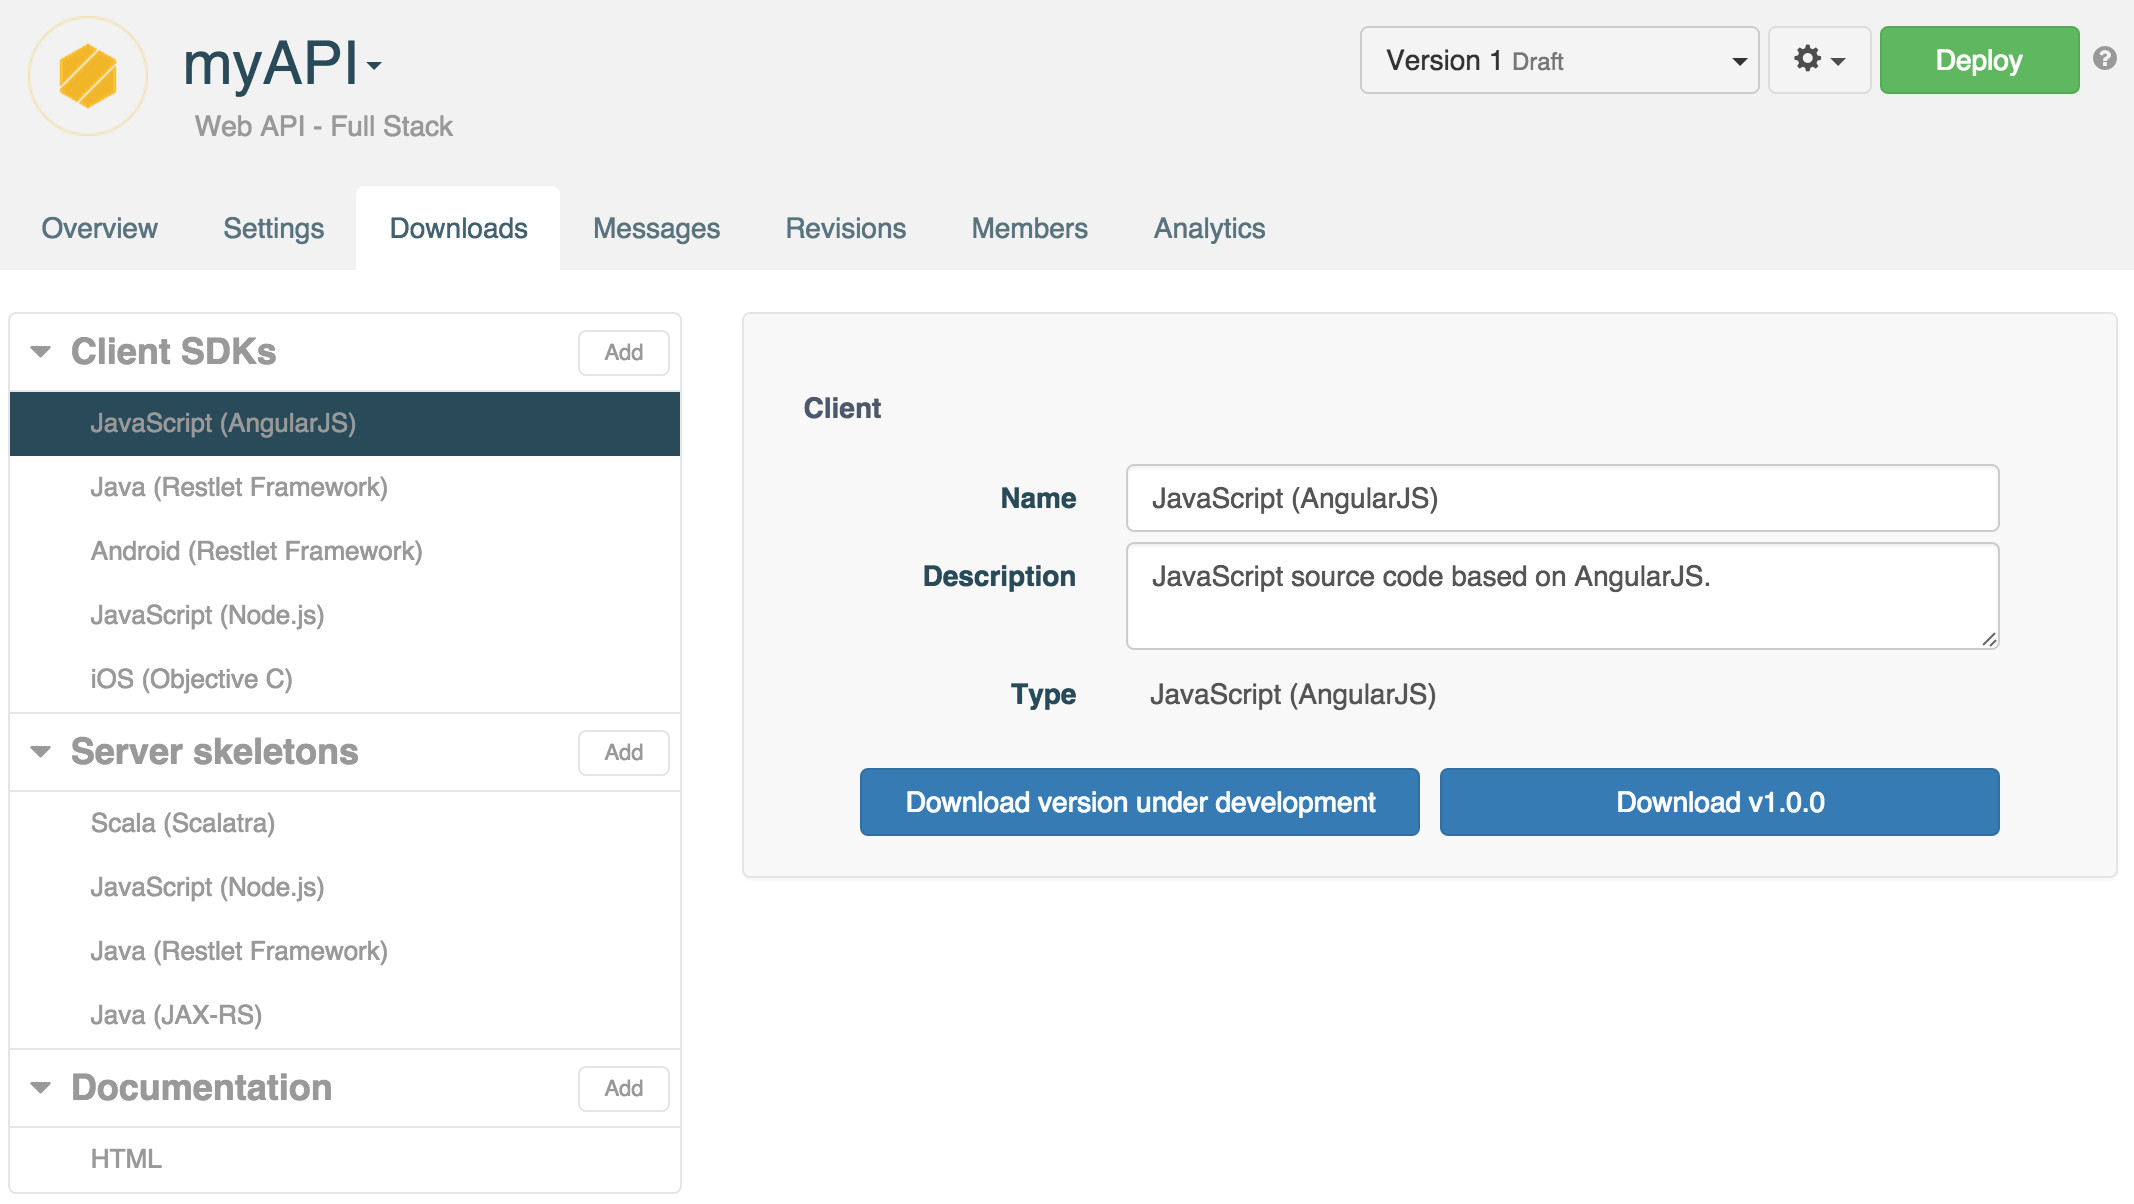 myAPI
Version 1 Draft
Deploy
?
Web API - Full Stack
Overview Settings Downloads Messages Revisions Members Analytics
Client SDKs
Add
JavaScript (AngularJS)
Java (Restlet Framework)
Android (Restlet Framework)
JavaScript (Node.js)
iOS (Objective C)
Server skeletons
Add
Scala (Scalatra)
JavaScript (Node.js)
Java (Restlet Framework)
Java (JAX-RS)
Documentation
Add
HTML
Client
Name JavaScript (AngularJS)
Description JavaScript source code based on AngularJS.
Type JavaScript (AngularJS)
Download version under development
Download v1.0.0